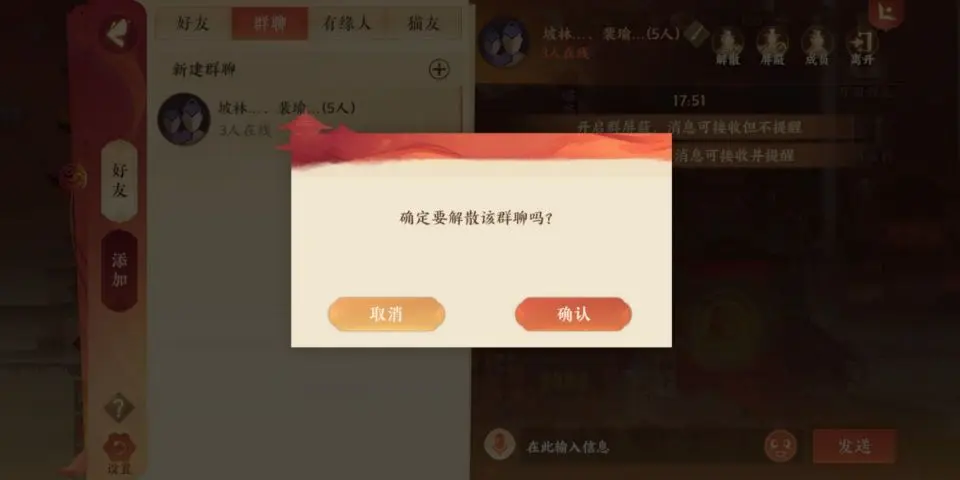 好友
群聊
有缘人
猫友
新建群聊
坡林...、裴瑜...(5人)
3人在线
好友
添加
?
设置
坡林...、裴瑜...(5人)
3人在线
解散
屏蔽
成员
离开
17:51
开启群屏蔽，消息可接收但不提醒
消息可接收并提醒
确定要解散该群聊吗？
取消
确认
在此输入信息
发送